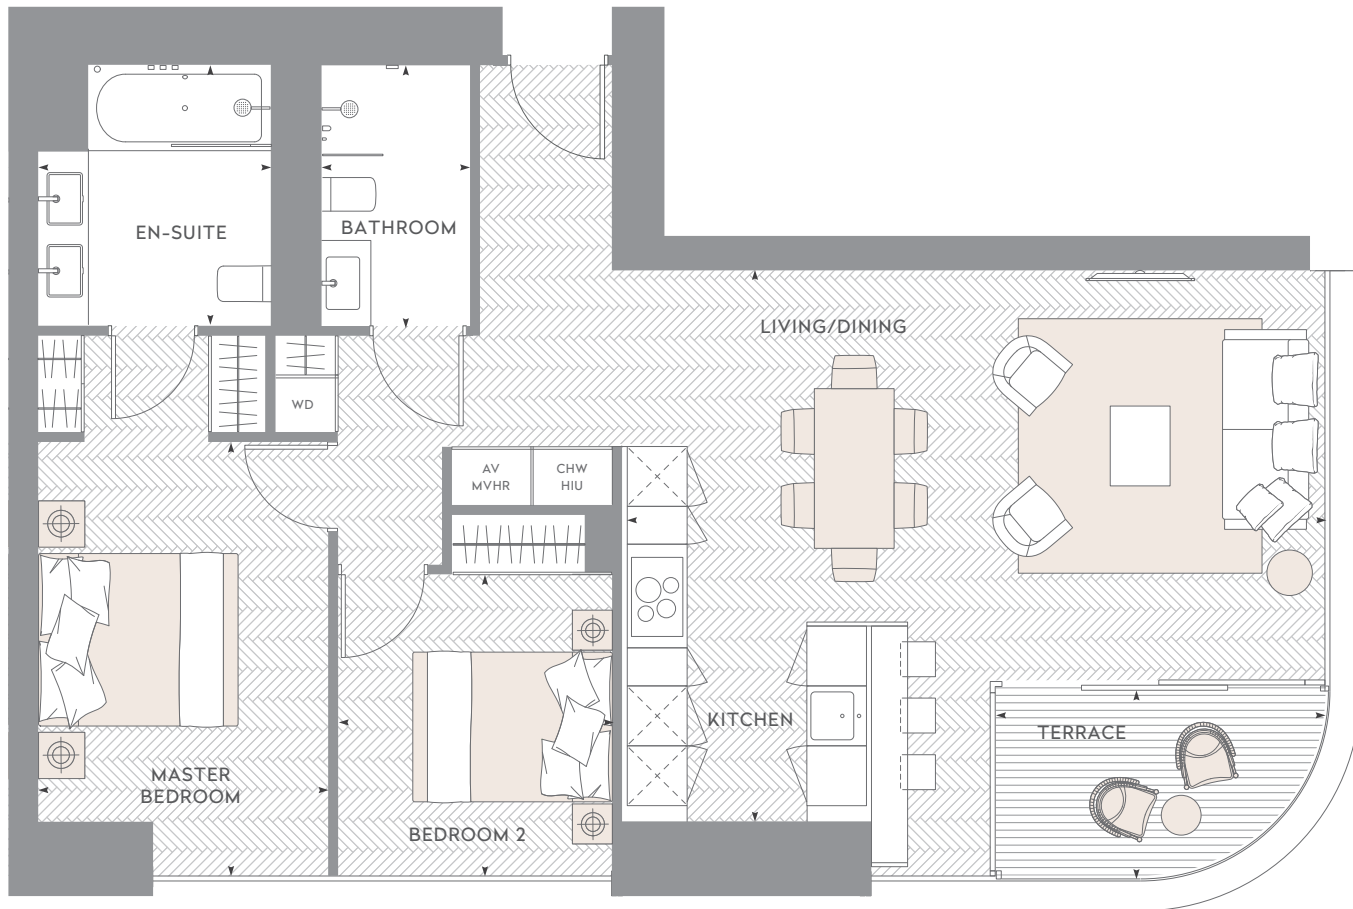 EN-SUITE
BATHROOM
LIVING/DINING
WD
AV
MVHR
CHW
HIU
KITCHEN
TERRACE
MASTER
BEDROOM
BEDROOM 2